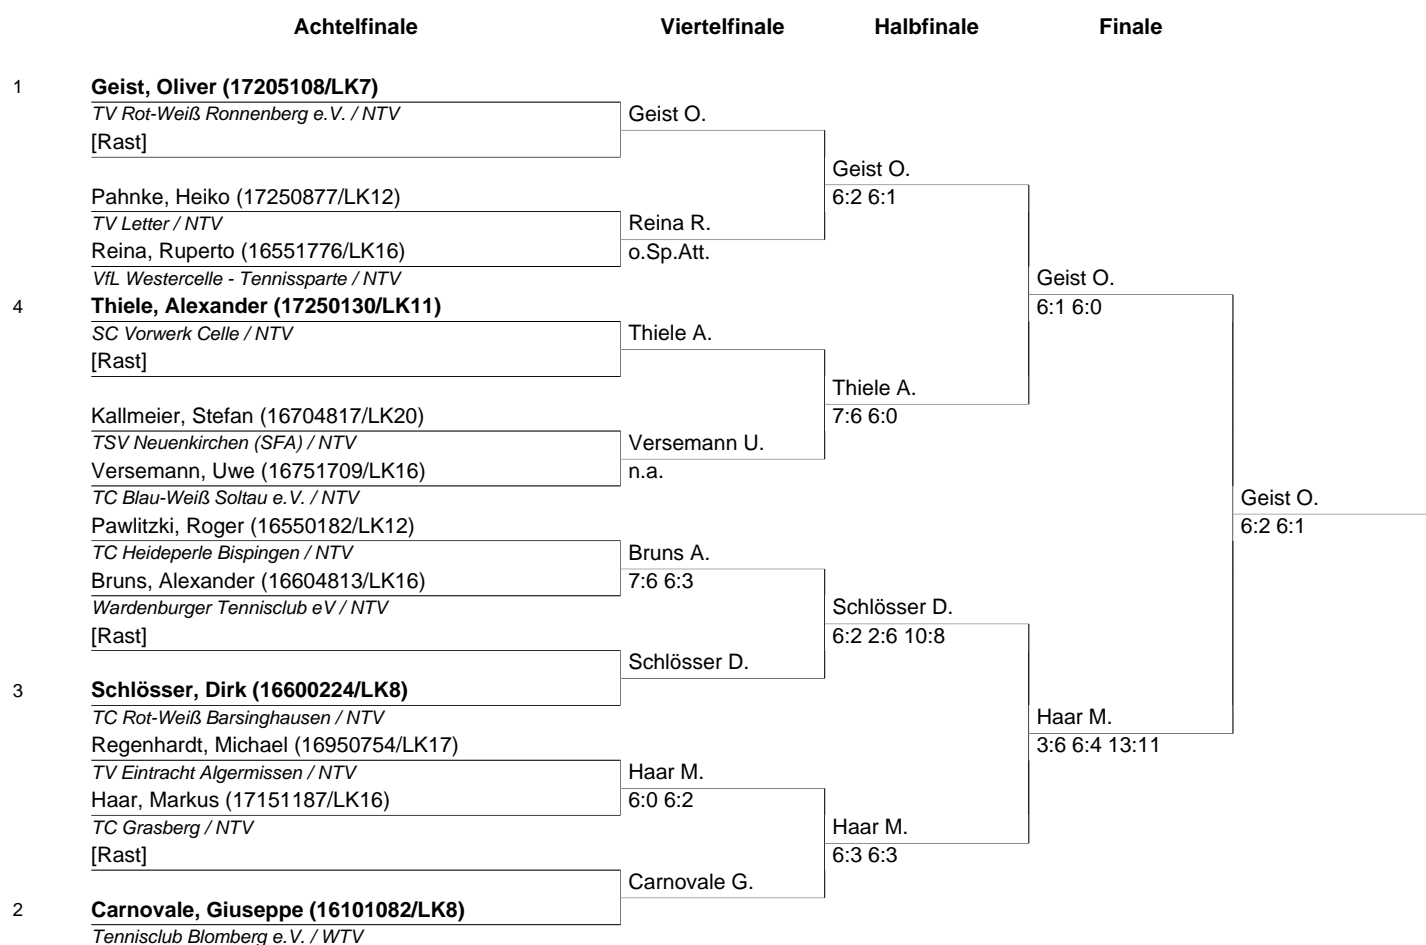 Achtelfinale Viertelfinale Halbfinale Finale
1 Geist, Oliver (17205108/LK7)
TV Rot-Weiß Ronnenberg e.V. / NTV Geist O.
[Rast]
Geist O.
Pahnke, Heiko (17250877/LK12) 6:2 6:1
TV Letter / NTV Reina R.
Reina, Ruperto (16551776/LK16) o.Sp.Att.
VfL Westercelle - Tennissparte / NTV Geist O.
4 Thiele, Alexander (17250130/LK11) 6:1 6:0
SC Vorwerk Celle / NTV Thiele A.
[Rast]
Thiele A.
Kallmeier, Stefan (16704817/LK20) 7:6 6:0
TSV Neuenkirchen (SFA) / NTV Versemann U.
Versemann, Uwe (16751709/LK16) n.a.
TC Blau-Weiß Soltau e.V. / NTV Geist O.
Pawlitzki, Roger (16550182/LK12) 6:2 6:1
TC Heideperle Bispingen / NTV Bruns A.
Bruns, Alexander (16604813/LK16) 7:6 6:3
Wardenburger Tennisclub eV / NTV Schlösser D.
[Rast] 6:2 2:6 10:8
Schlösser D.
3 Schlösser, Dirk (16600224/LK8)
TC Rot-Weiß Barsinghausen / NTV Haar M.
Regenhardt, Michael (16950754/LK17) 3:6 6:4 13:11
TV Eintracht Algermissen / NTV Haar M.
Haar, Markus (17151187/LK16) 6:0 6:2
TC Grasberg / NTV Haar M.
[Rast] 6:3 6:3
Carnovale G.
2 Carnovale, Giuseppe (16101082/LK8)
Tennisclub Blomberg e.V. / WTV